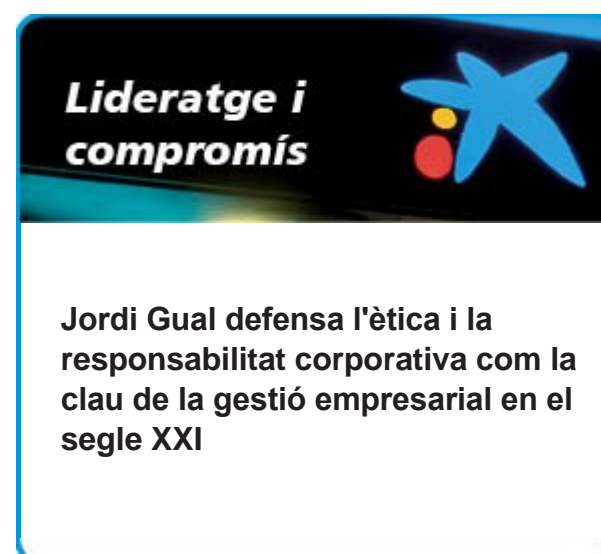 Lideratge i
compromís
Jordi Gual defensa l'ètica i la
responsabilitat corporativa com la
clau de la gestió empresarial en el
segle XXI